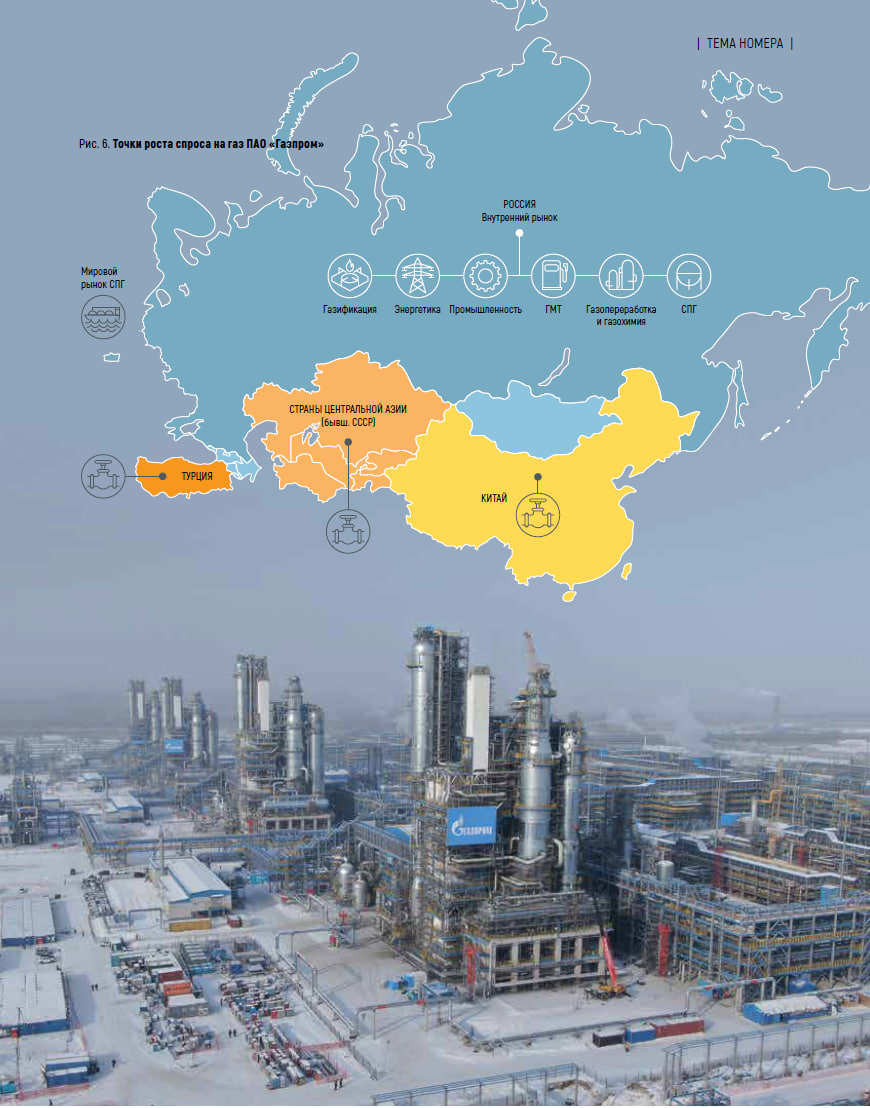 | ТЕМА НОМЕРА |
Рис. 6. Точки роста спроса на газ ПАО «Газпром»
РОССИЯ
Внутренний рынок
Мировой
рынок СПГ
Газификация
Энергетика
Промышленность
ГМТ
Газопереработка
и газохимия
СПГ
СТРАНЫ ЦЕНТРАЛЬНОЙ АЗИИ
(бывш. СССР)
ТУРЦИЯ
КИТАЙ
ГАЗПРОМ